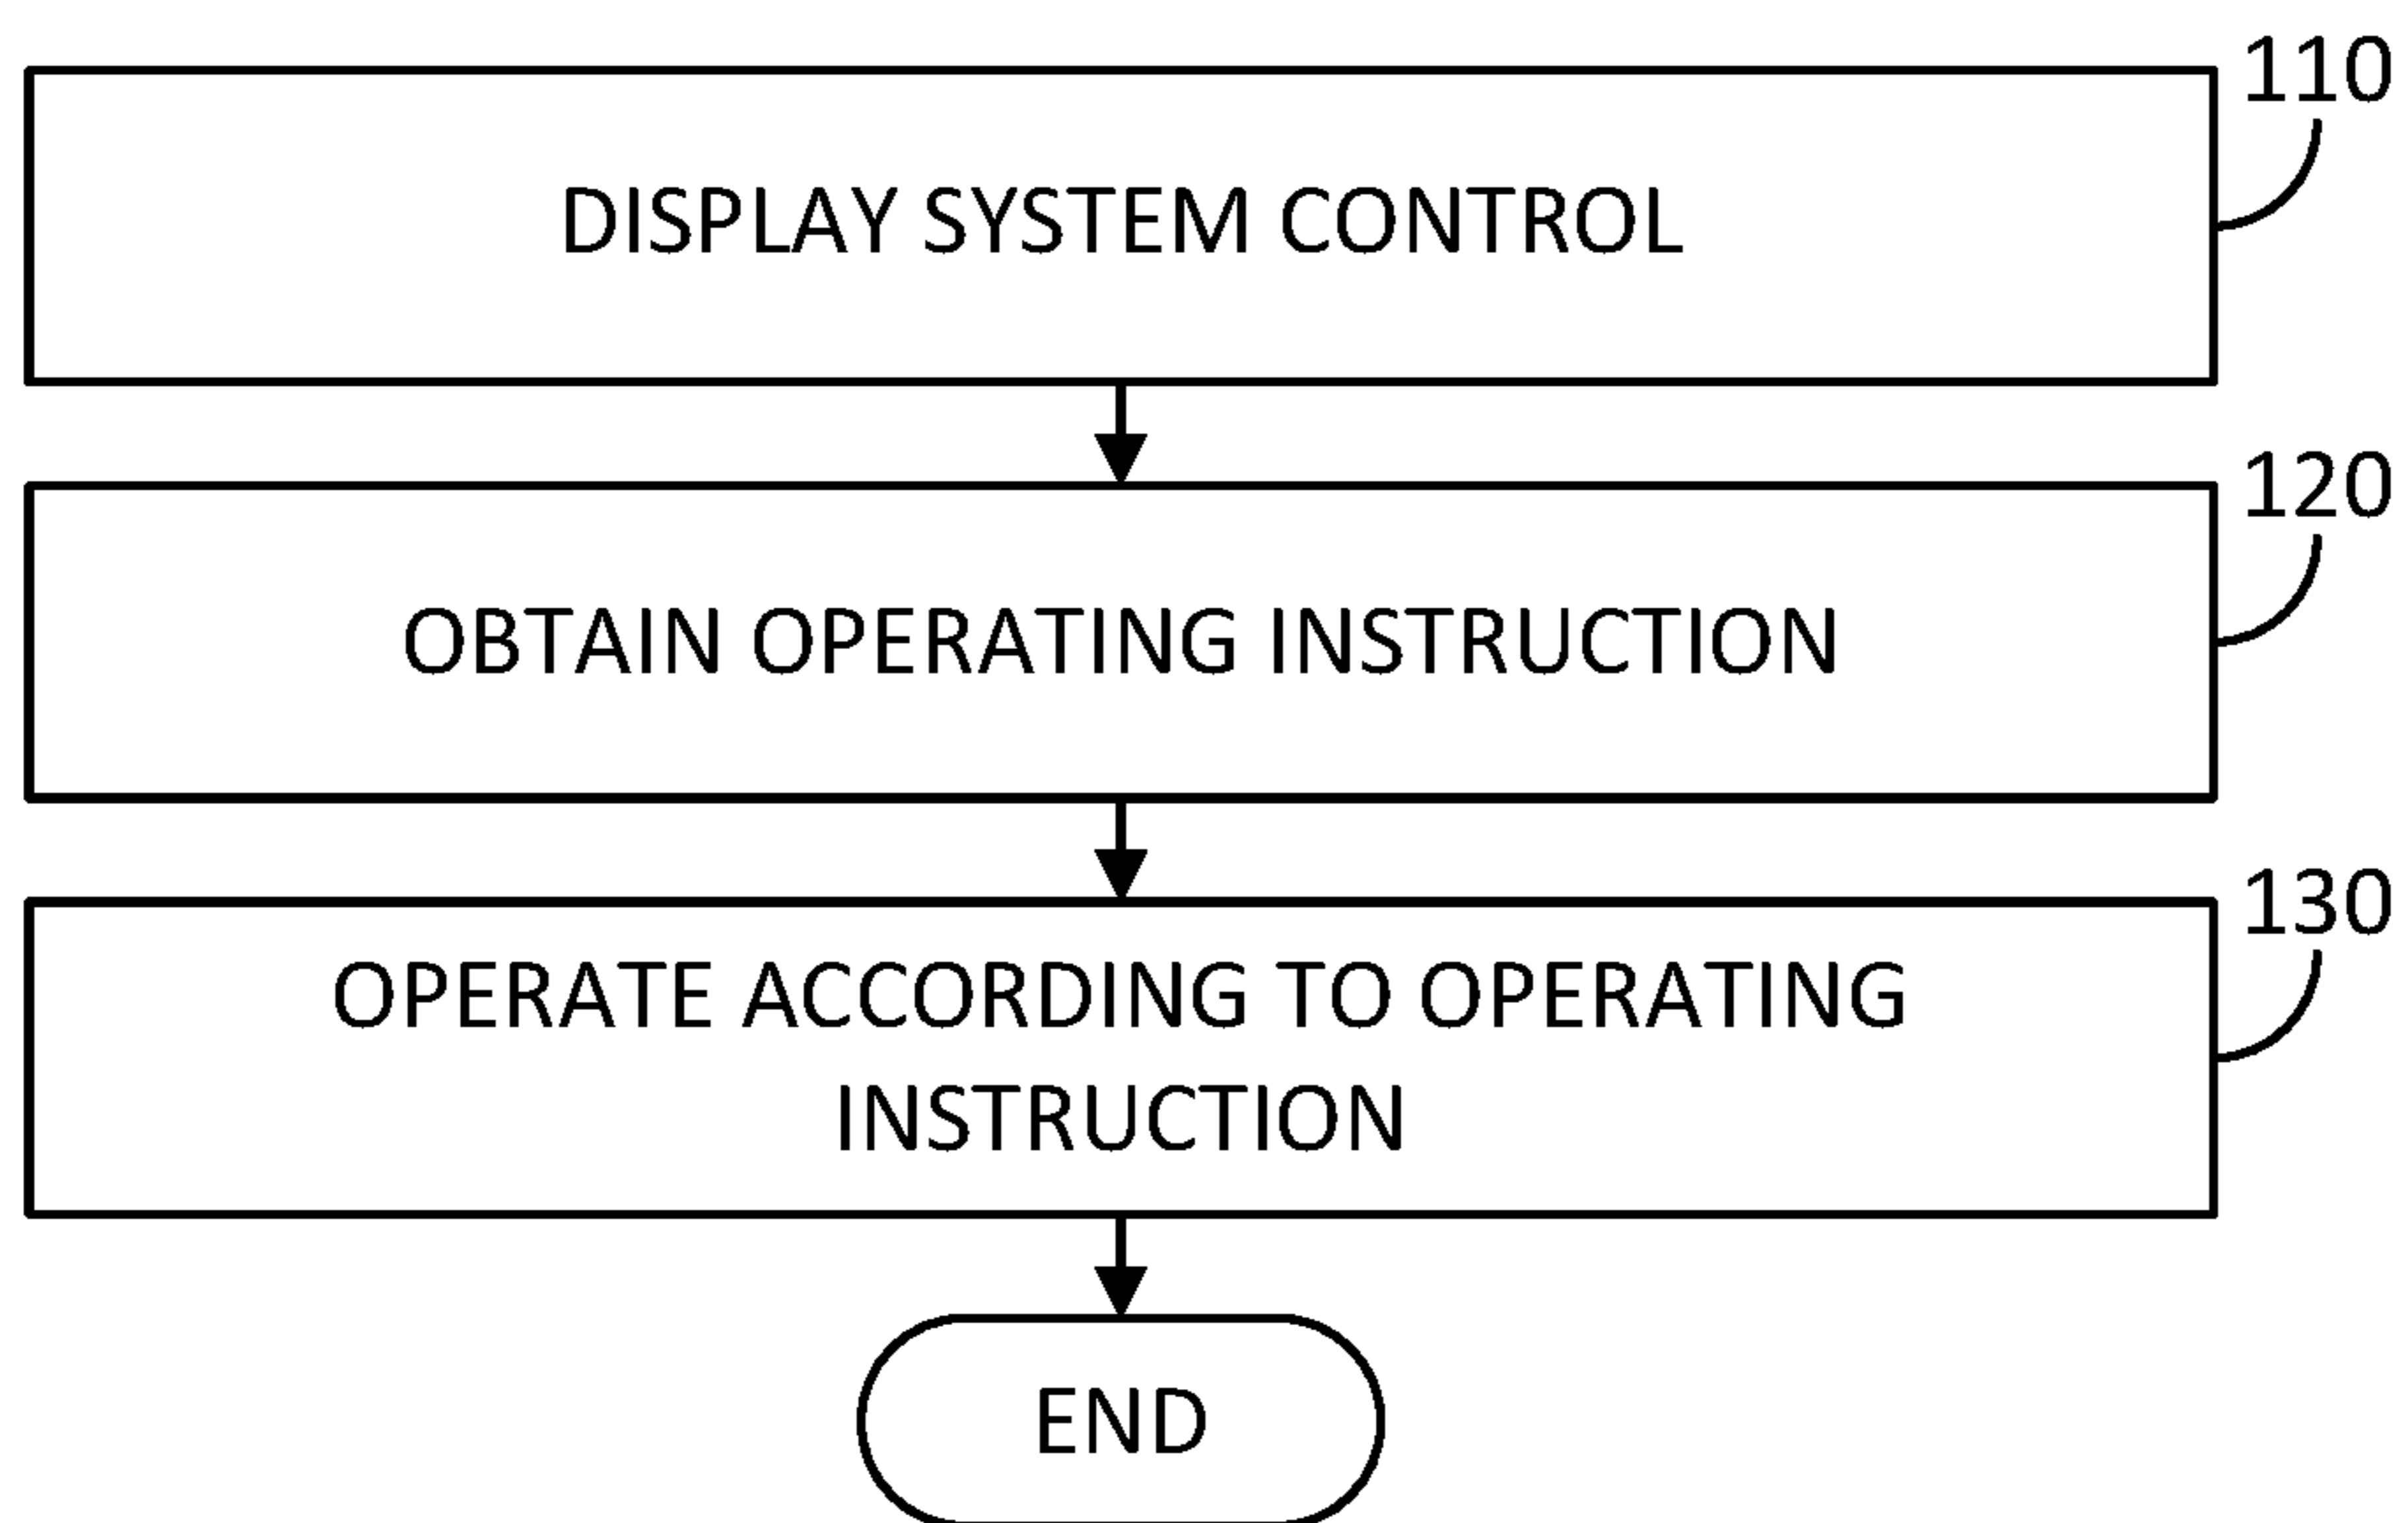 110
DISPLAY SYSTEM CONTROL
120
OBTAIN OPERATING INSTRUCTION
130
OPERATE ACCORDING TO OPERATING
INSTRUCTION
END